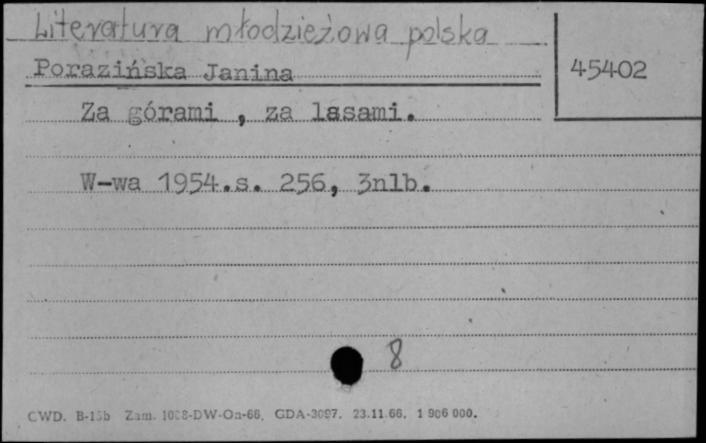 Literatura młodzieżowa polska
Porazińska Janina
45402
Za górami , za lasami.
W-wa 1954.s. 256, 3nlb.
8
CWD. B-15b Zam. 1008-DW-On-66, GDA-3097. 23.11.66. 1 906 000.